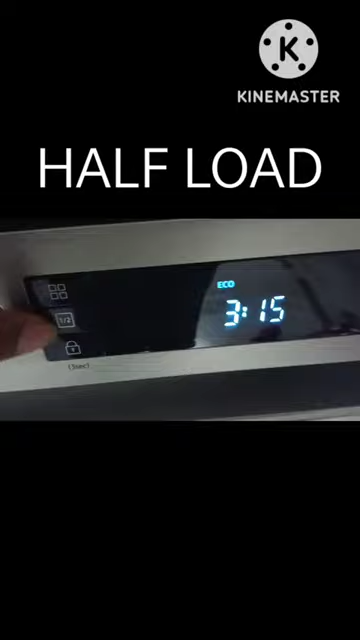 KINEMASTER
HALF LOAD
ECO
3:15
1/2
(3sec)